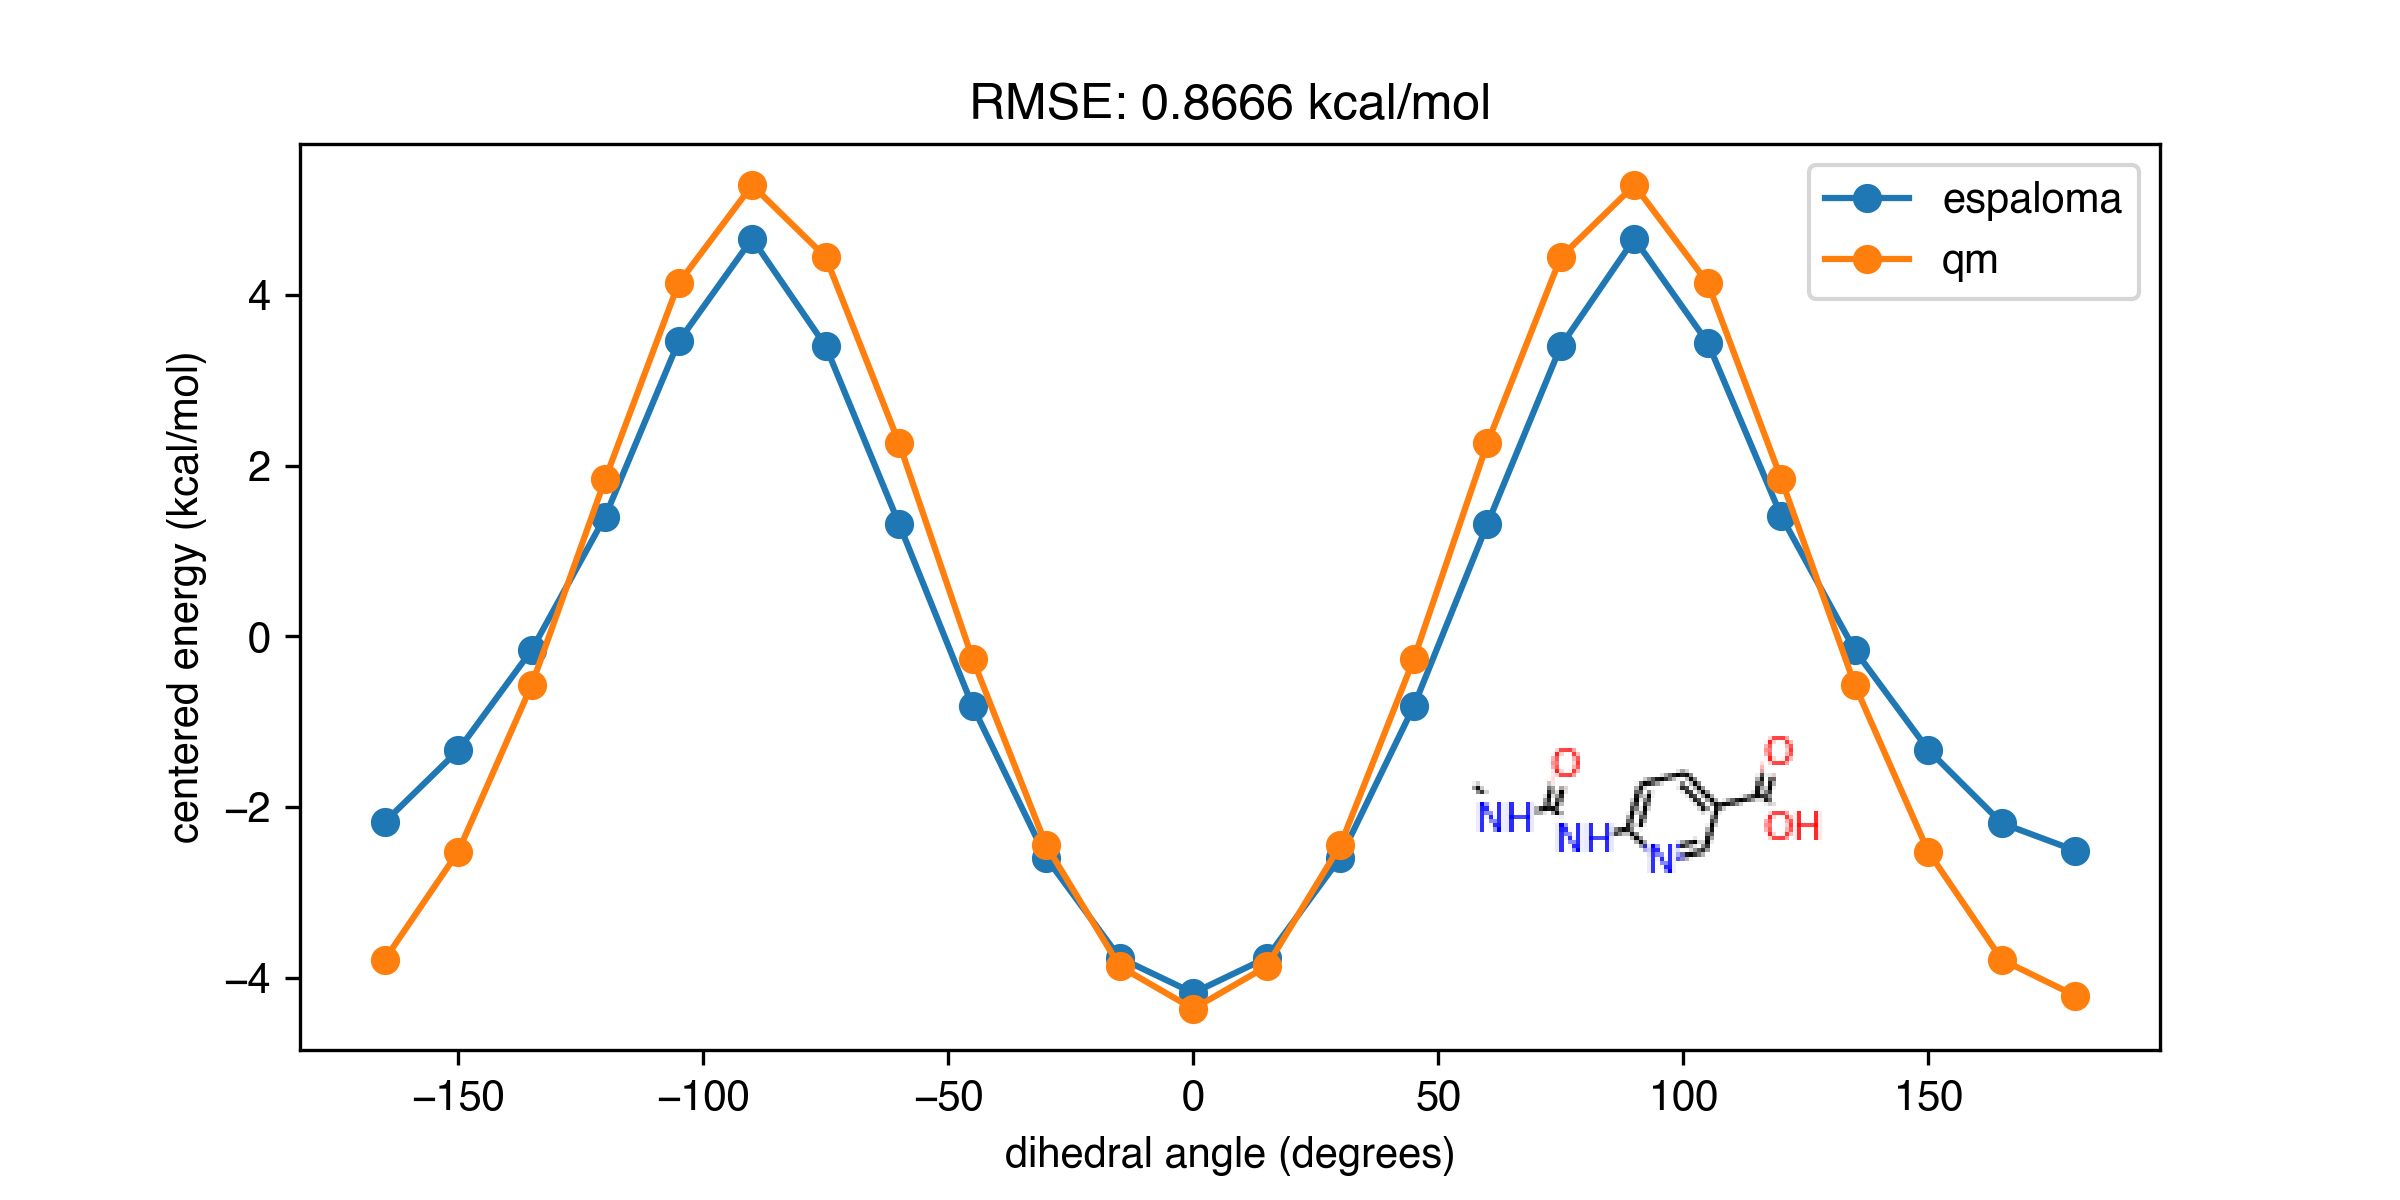 RMSE: 0.8666 kcal/mol
espaloma
qm
centered energy (kcal/mol)
4
2
0
−2
−4
O
O
NH
NH
N
OH
−150
−100
−50
0
50
100
150
dihedral angle (degrees)